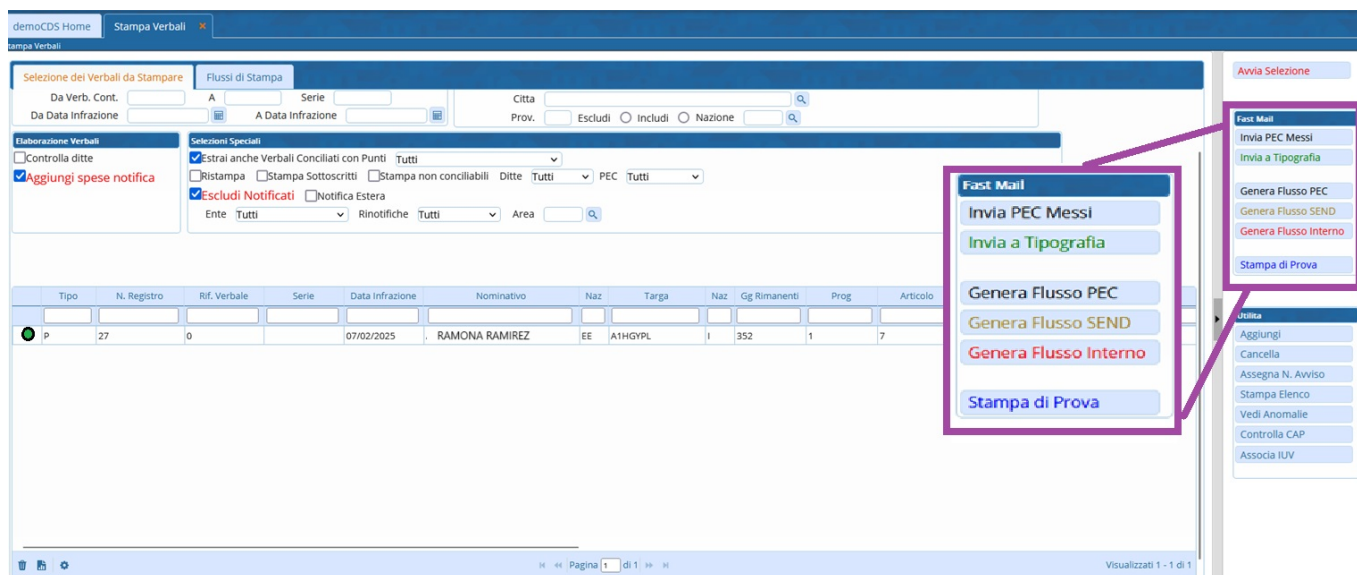 demoCDS Home Stampa Verbali ×
tampa Verbali
Selezione dei Verbali da Stampare Flussi di Stampa
Da Verb. Cont. A Serie Citta
Da Data Infrazione A Data Infrazione Prov. Escludi Includi Nazione
Elaborazione Verbali
Controlla ditte
Aggiungi spese notifica
Selezioni Speciali
Estrai anche Verbali Conciliati con Punti Tutti
Ristampa Stampa Sottoscritti Stampa non conciliabili Ditte Tutti PEC Tutti
Escludi Notificati Notifica Estera
Ente Tutti Rinotifiche Tutti Area
Tipo N. Registro Rif. Verbale Serie Data Infrazione Nominativo Naz Targa Naz Gg Rimanenti Prog Articolo
P 27 0 07/02/2025 . RAMONA RAMIREZ EE A1HGYPL I 352 1 7
Pagina 1 di 1
Visualizzati 1 - 1 di 1
Fast Mail
Invia PEC Messi
Invia a Tipografia
Genera Flusso PEC
Genera Flusso SEND
Genera Flusso Interno
Stampa di Prova
Avvia Selezione
Fast Mail
Invia PEC Messi
Invia a Tipografia
Genera Flusso PEC
Genera Flusso SEND
Genera Flusso Interno
Stampa di Prova
Utilita
Aggiungi
Cancella
Assegna N. Avviso
Stampa Elenco
Vedi Anomalie
Controlla CAP
Associa IUV